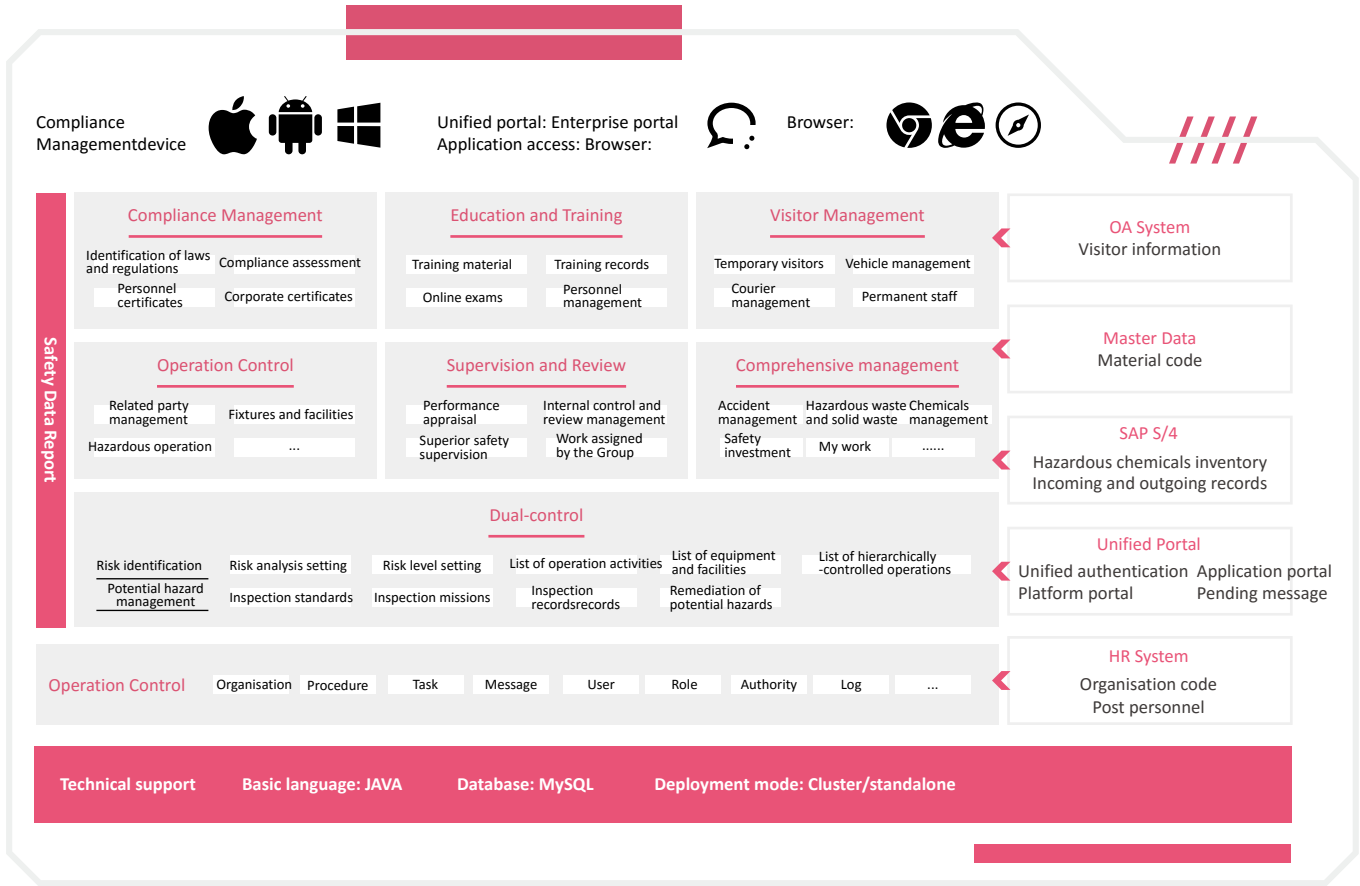 Compliance
Managementdevice
Unified portal: Enterprise portal
Application access: Browser:
Browser:
Safety Data Report
Compliance Management
Identification of laws
and regulations
Compliance assessment
Personnel
certificates
Corporate certificates
Education and Training
Training material
Training records
Online exams
Personnel
management
Visitor Management
Temporary visitors
Vehicle management
Courier
management
Permanent staff
Operation Control
Related party
management
Fixtures and facilities
Hazardous operation
...
Supervision and Review
Performance
appraisal
Internal control and
review management
Superior safety
supervision
Work assigned
by the Group
Comprehensive management
Accident
management
Hazardous waste
and solid waste
Chemicals
management
Safety
investment
My work
......
Dual-control
Risk identification
Risk analysis setting
Risk level setting
List of operation activities
List of equipment
and facilities
List of hierarchically
-controlled operations
Potential hazard
management
Inspection standards
Inspection missions
Inspection
recordsrecords
Remediation of
potential hazards
Operation Control
Organisation
Procedure
Task
Message
User
Role
Authority
Log
...
OA System
Visitor information
Master Data
Material code
SAP S/4
Hazardous chemicals inventory
Incoming and outgoing records
Unified Portal
Unified authentication
Application portal
Platform portal
Pending message
HR System
Organisation code
Post personnel
Technical support
Basic language: JAVA
Database: MySQL
Deployment mode: Cluster/standalone